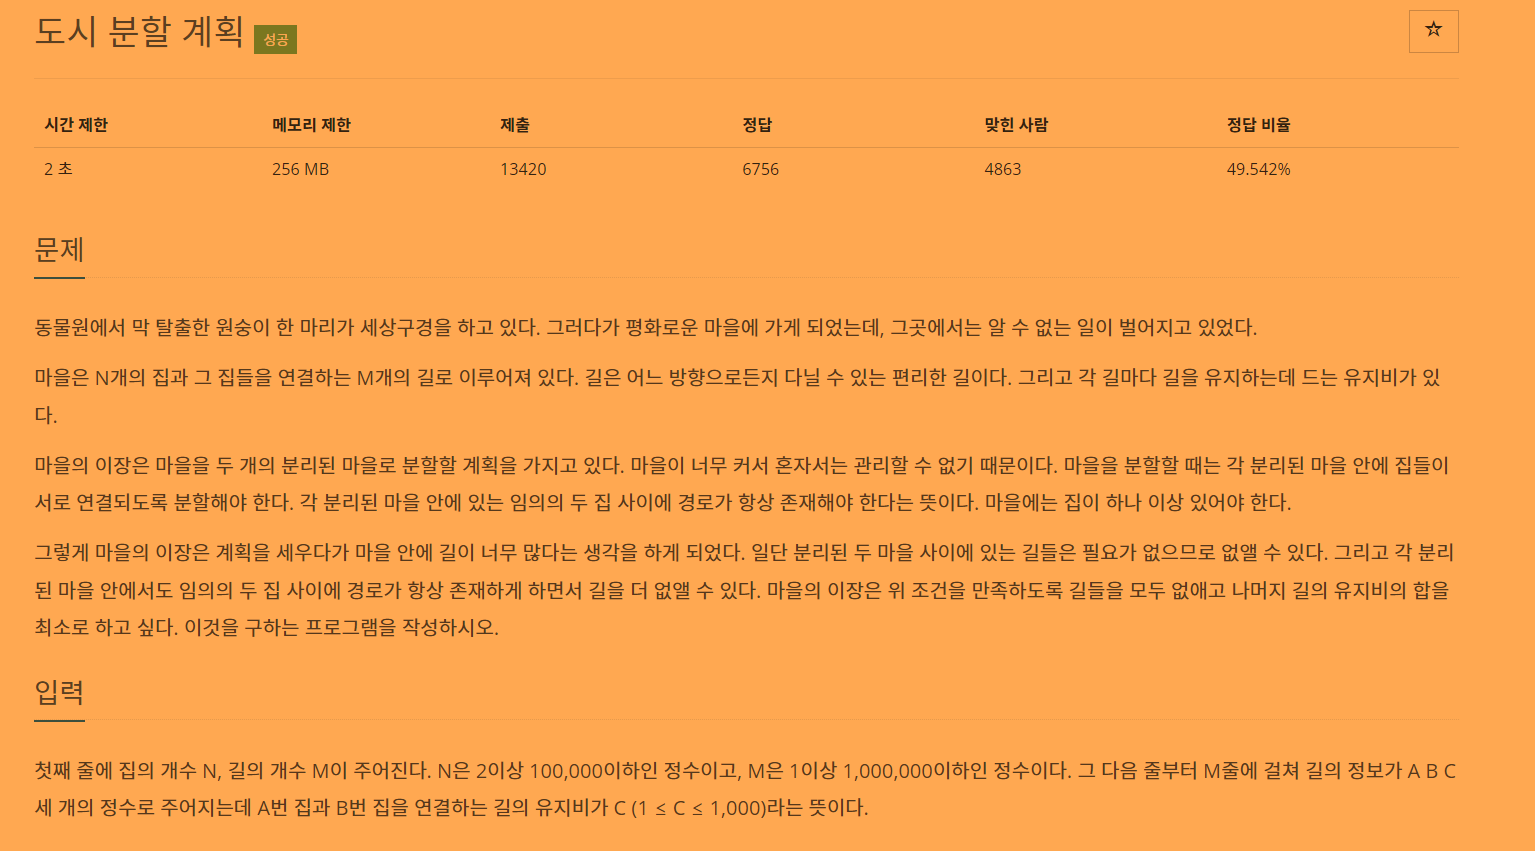 도시 분할 계획 성공
☆
시간 제한 메모리 제한 제출 정답 맞힌 사람 정답 비율
2 초 256 MB 13420 6756 4863 49.542%
문제
동물원에서 막 탈출한 원숭이 한 마리가 세상구경을 하고 있다. 그러다가 평화로운 마을에 가게 되었는데, 그곳에서는 알 수 없는 일이 벌어지고 있었다.
마을은 N개의 집과 그 집들을 연결하는 M개의 길로 이루어져 있다. 길은 어느 방향으로든지 다닐 수 있는 편리한 길이다. 그리고 각 길마다 길을 유지하는데 드는 유지비가 있
다.
마을의 이장은 마을을 두 개의 분리된 마을로 분할할 계획을 가지고 있다. 마을이 너무 커서 혼자서는 관리할 수 없기 때문이다. 마을을 분할할 때는 각 분리된 마을 안에 집들이
서로 연결되도록 분할해야 한다. 각 분리된 마을 안에 있는 임의의 두 집 사이에 경로가 항상 존재해야 한다는 뜻이다. 마을에는 집이 하나 이상 있어야 한다.
그렇게 마을의 이장은 계획을 세우다가 마을 안에 길이 너무 많다는 생각을 하게 되었다. 일단 분리된 두 마을 사이에 있는 길들은 필요가 없으므로 없앨 수 있다. 그리고 각 분리
된 마을 안에서도 임의의 두 집 사이에 경로가 항상 존재하게 하면서 길을 더 없앨 수 있다. 마을의 이장은 위 조건을 만족하도록 길들을 모두 없애고 나머지 길의 유지비의 합을
최소로 하고 싶다. 이것을 구하는 프로그램을 작성하시오.
입력
첫째 줄에 집의 개수 N, 길의 개수 M이 주어진다. N은 2이상 100,000이하인 정수이고, M은 1이상 1,000,000이하인 정수이다. 그 다음 줄부터 M줄에 걸쳐 길의 정보가 A B C
세 개의 정수로 주어지는데 A번 집과 B번 집을 연결하는 길의 유지비가 C (1 ≤ C ≤ 1,000)라는 뜻이다.